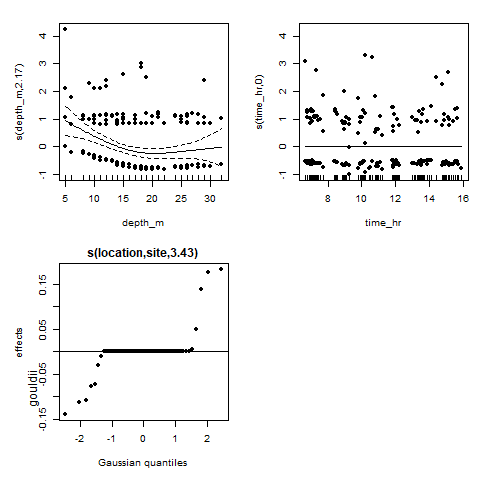 s(depth_m,2.17)
4
3
2
1
0
-1
5 10 15 20 25 30
depth_m
s(time_hr,0)
4
3
2
1
0
-1
8 10 12 14 16
time_hr
s(location,site,3.43)
effects
gouldii
0.15
0.05
-0.05
-0.15
-2 -1 0 1 2
Gaussian quantiles